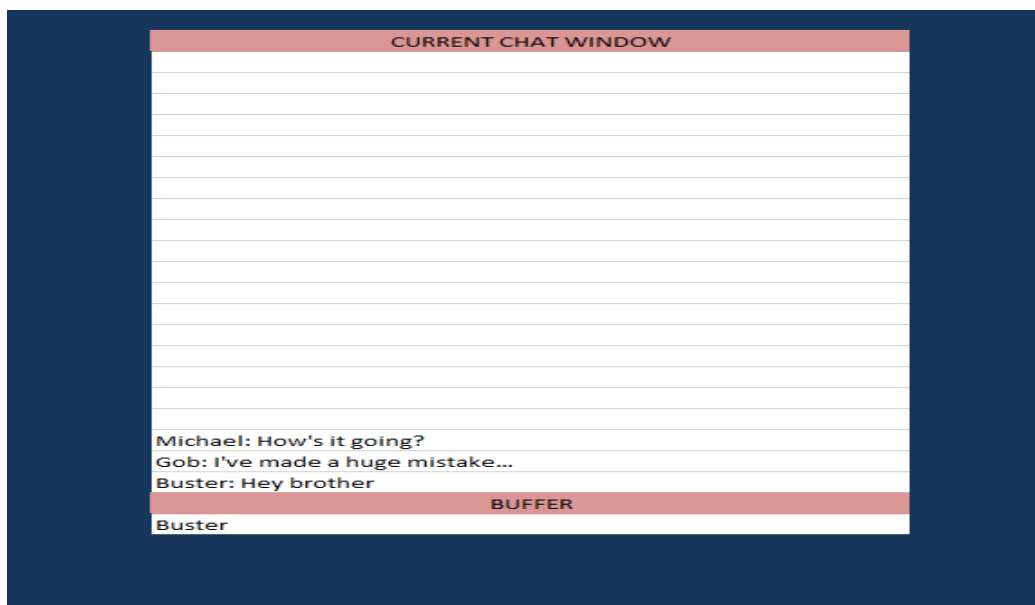 CURRENT CHAT WINDOW
Michael: How's it going?
Gob: I've made a huge mistake...
Buster: Hey brother
BUFFER
Buster